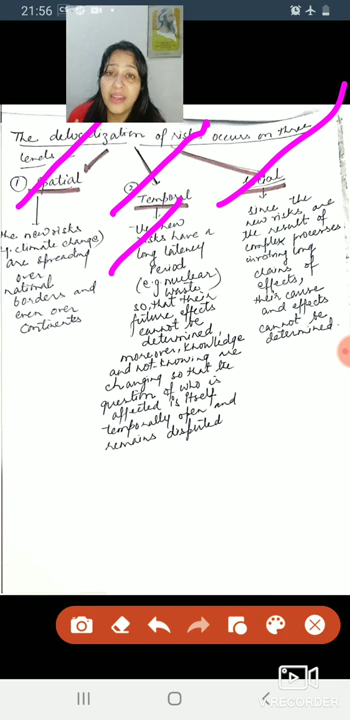 21:56
The delocalization of risks occurs on three
levels
① Spatial
② Temporal
Social
the new risks
climate change)
are spreading
over
national
borders and
even over
continents
new
risks have a
long latency
Period
(e.g nuclear
waste
so, that their
future effects
cannot be
determined,
moreover, knowledge
and not-knowing are
changing so that the
question of who is
affected is itself
temporally open and
remains disputed
since the
new risks are
the result of
complex processes
involving long
chains of
effects,
their cause
and effects
cannot be
determined.
V RECORDER